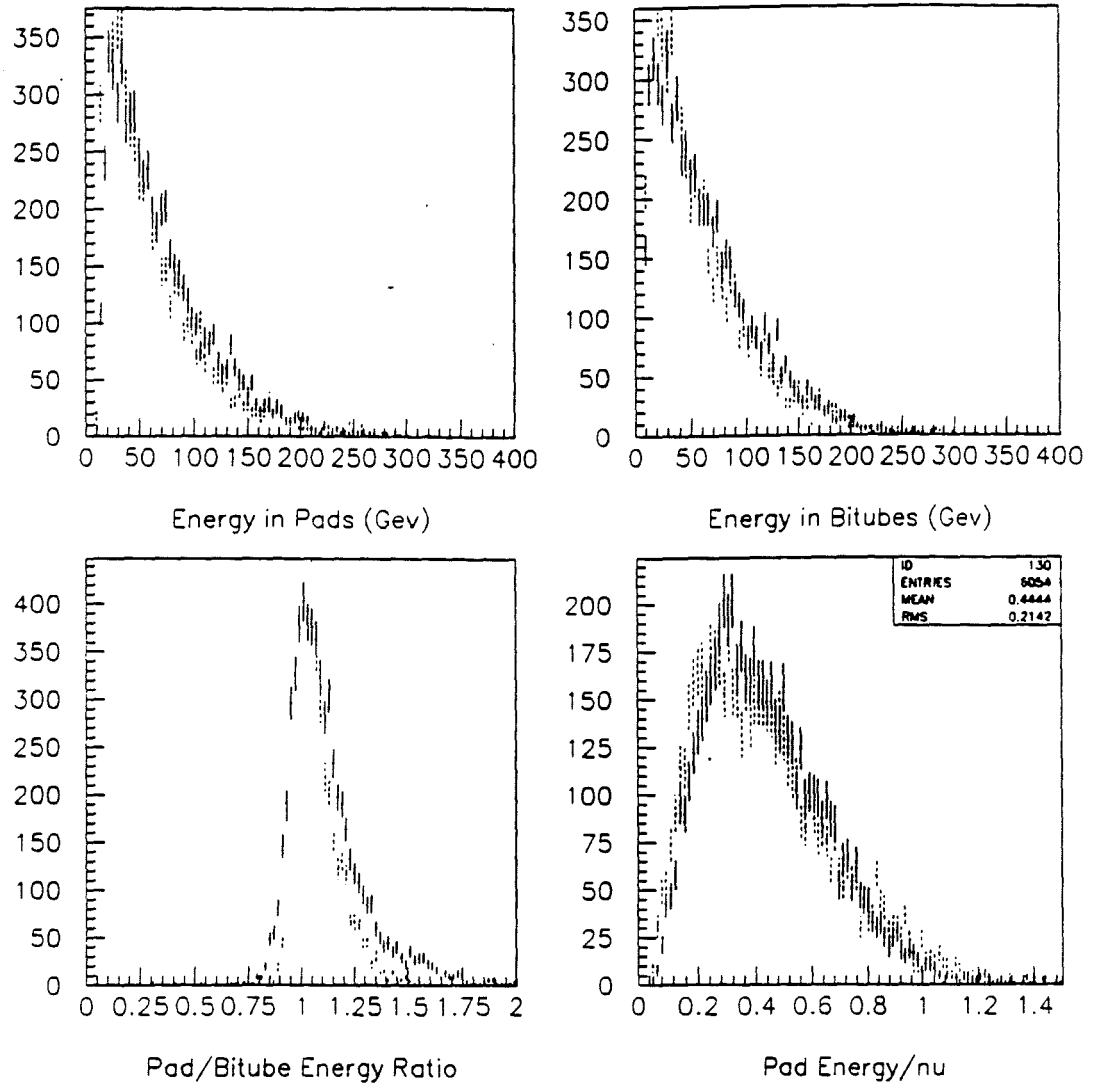 350
300
250
200
150
100
50
0
0 50 100 150 200 250 300 350 400
Energy in Pads (Gev)
350
300
250
200
150
100
50
0
0 50 100 150 200 250 300 350 400
Energy in Bitubes (Gev)
400
350
300
250
200
150
100
50
0
0 0.25 0.5 0.75 1 1.25 1.5 1.75 2
Pad/Bitube Energy Ratio
ID 130
ENTRIES 6054
MEAN 0.4444
RMS 0.2142
200
175
150
125
100
75
50
25
0
0 0.2 0.4 0.6 0.8 1 1.2 1.4
Pad Energy/nu